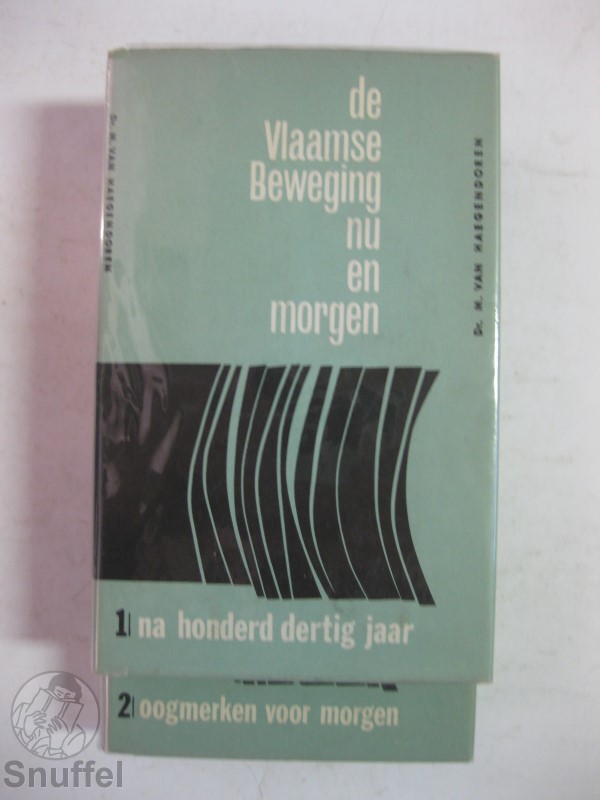 de
Vlaamse
Beweging
nu
en
morgen
Dr. M. VAN HAEGENDOREN
Dr. M. VAN HAEGENDOREN
1| na honderd dertig jaar
2| oogmerken voor morgen
Snuffel